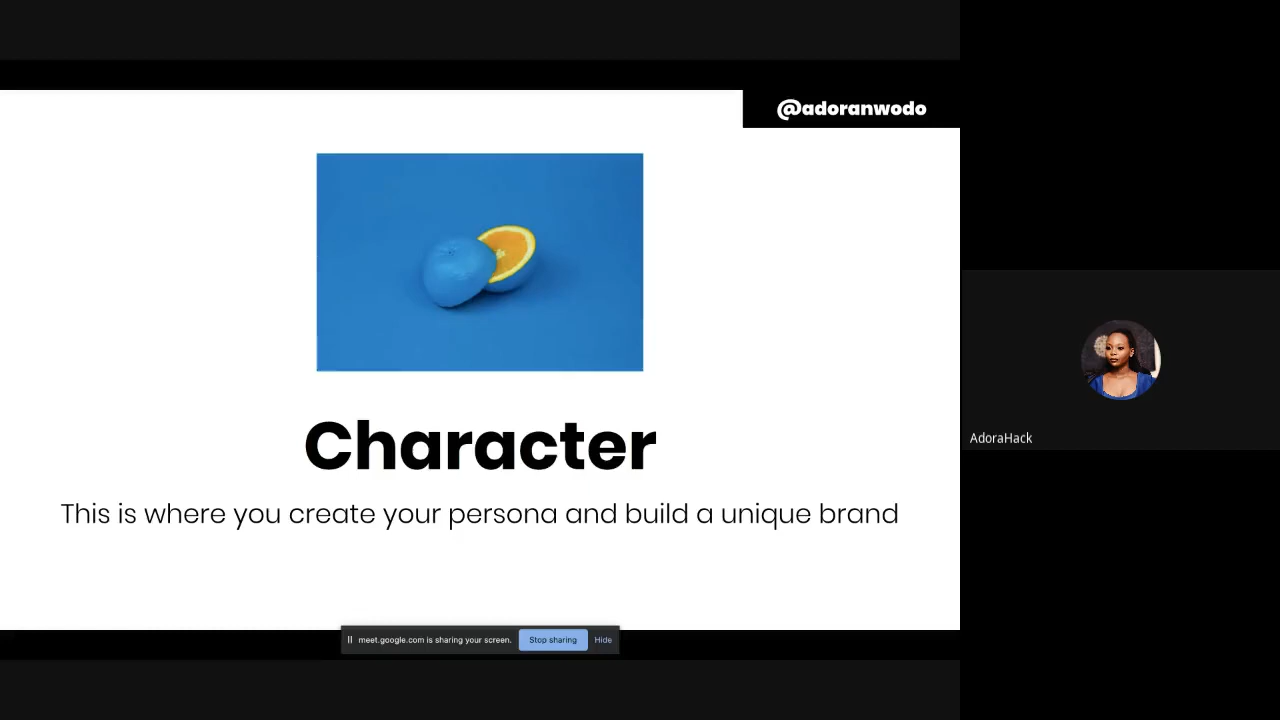 @adoranwodo
Character
This is where you create your persona and build a unique brand
AdoraHack
meet.google.com is sharing your screen. Stop sharing Hide